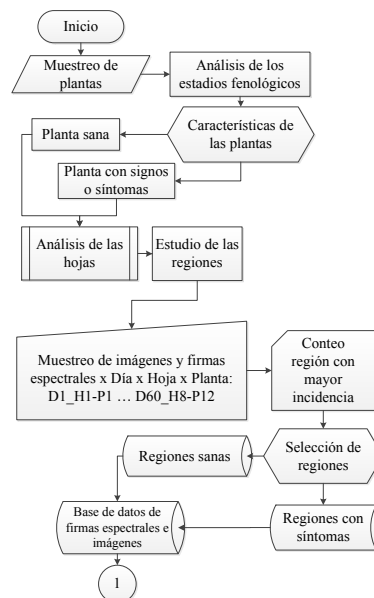 Inicio
Muestreo de
plantas
Análisis de los
estadios fenológicos
Planta sana
Características de
las plantas
Planta con signos
o síntomas
Análisis de las
hojas
Estudio de las
regiones
Muestreo de imágenes y firmas
espectrales x Día x Hoja x Planta:
D1_H1-P1 … D60_H8-P12
Conteo
región con
mayor
incidencia
Regiones sanas
Selección de
regiones
Base de datos de
firmas espectrales e
imágenes
Regiones con
síntomas
1